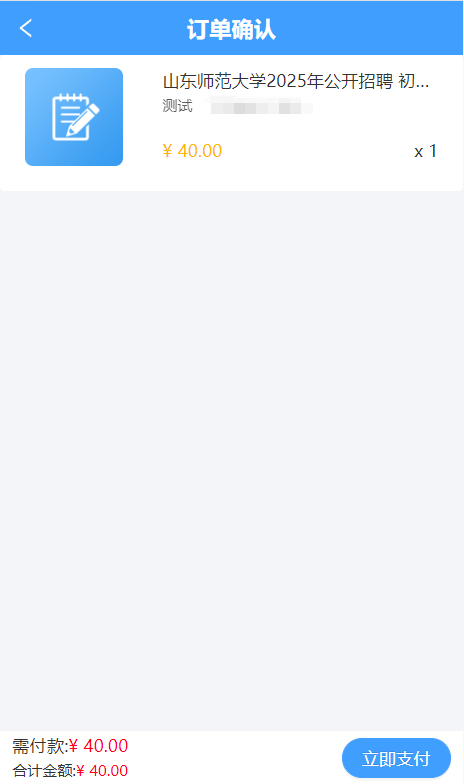 订单确认
山东师范大学2025年公开招聘 初...
测试
¥ 40.00
x 1
需付款:¥ 40.00
合计金额:¥ 40.00
立即支付